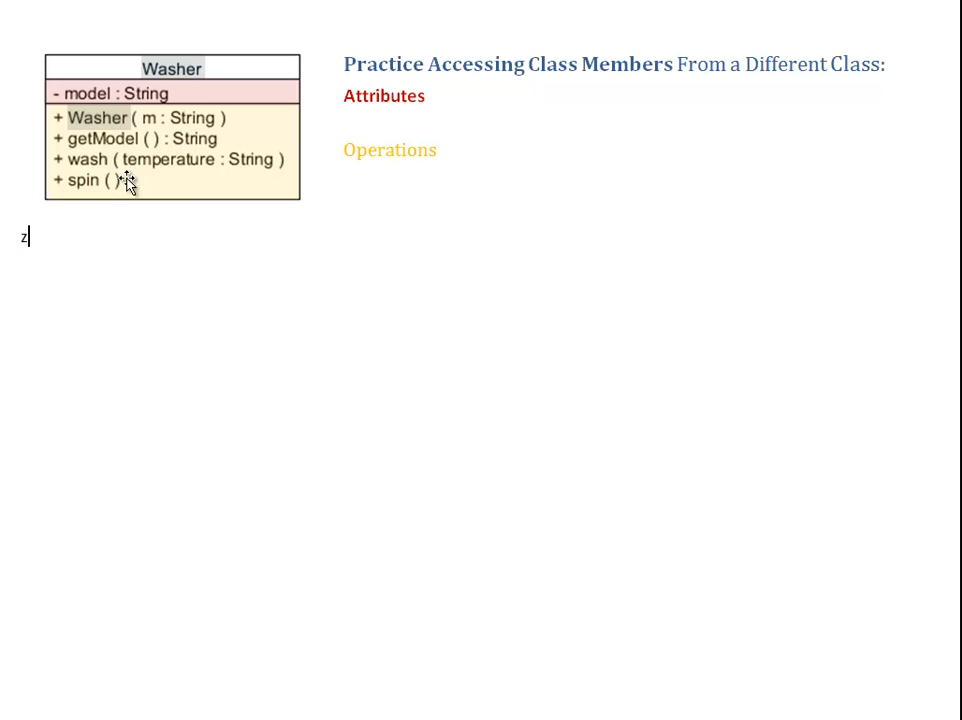 Washer
- model : String
+ Washer ( m : String )
+ getModel ( ) : String
+ wash ( temperature : String )
+ spin ( )
Practice Accessing Class Members From a Different Class:
Attributes
Operations
z